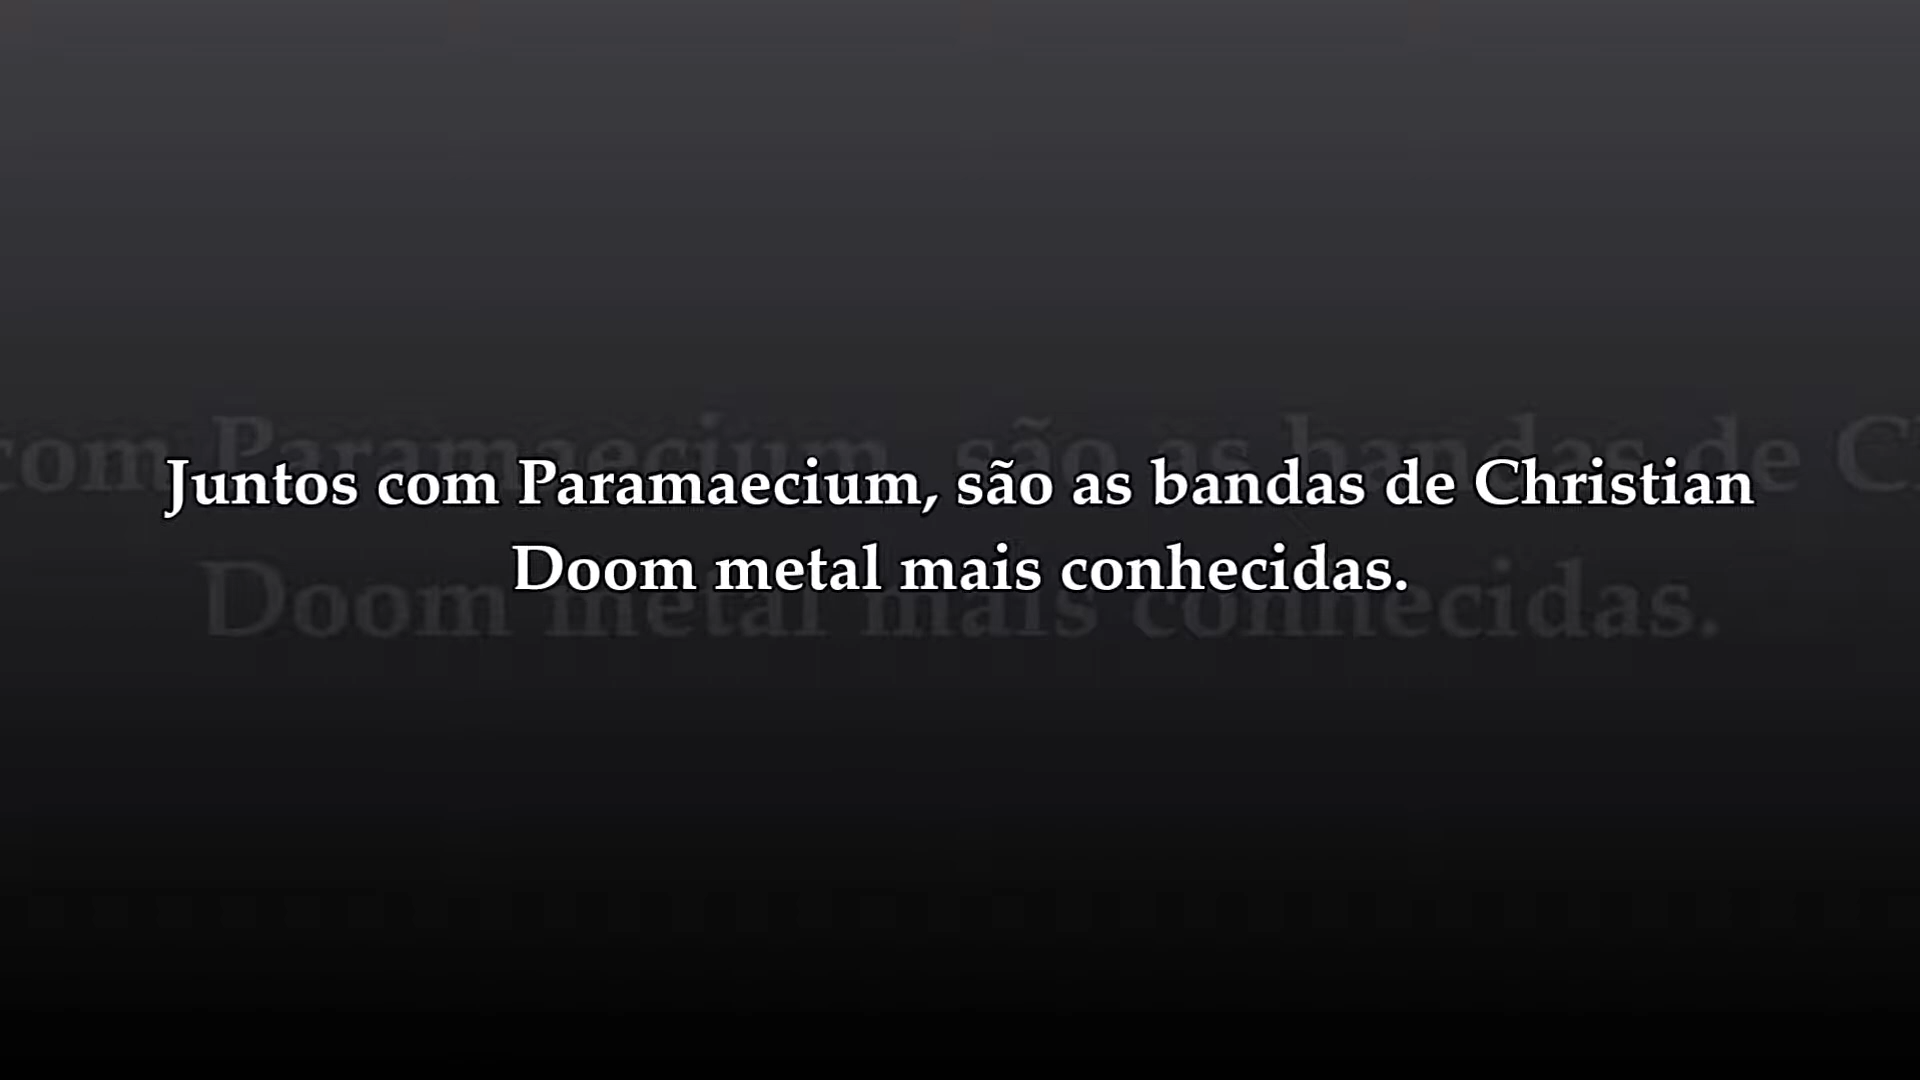 Juntos com Paramaecium, são as bandas de Christian
Doom metal mais conhecidas.